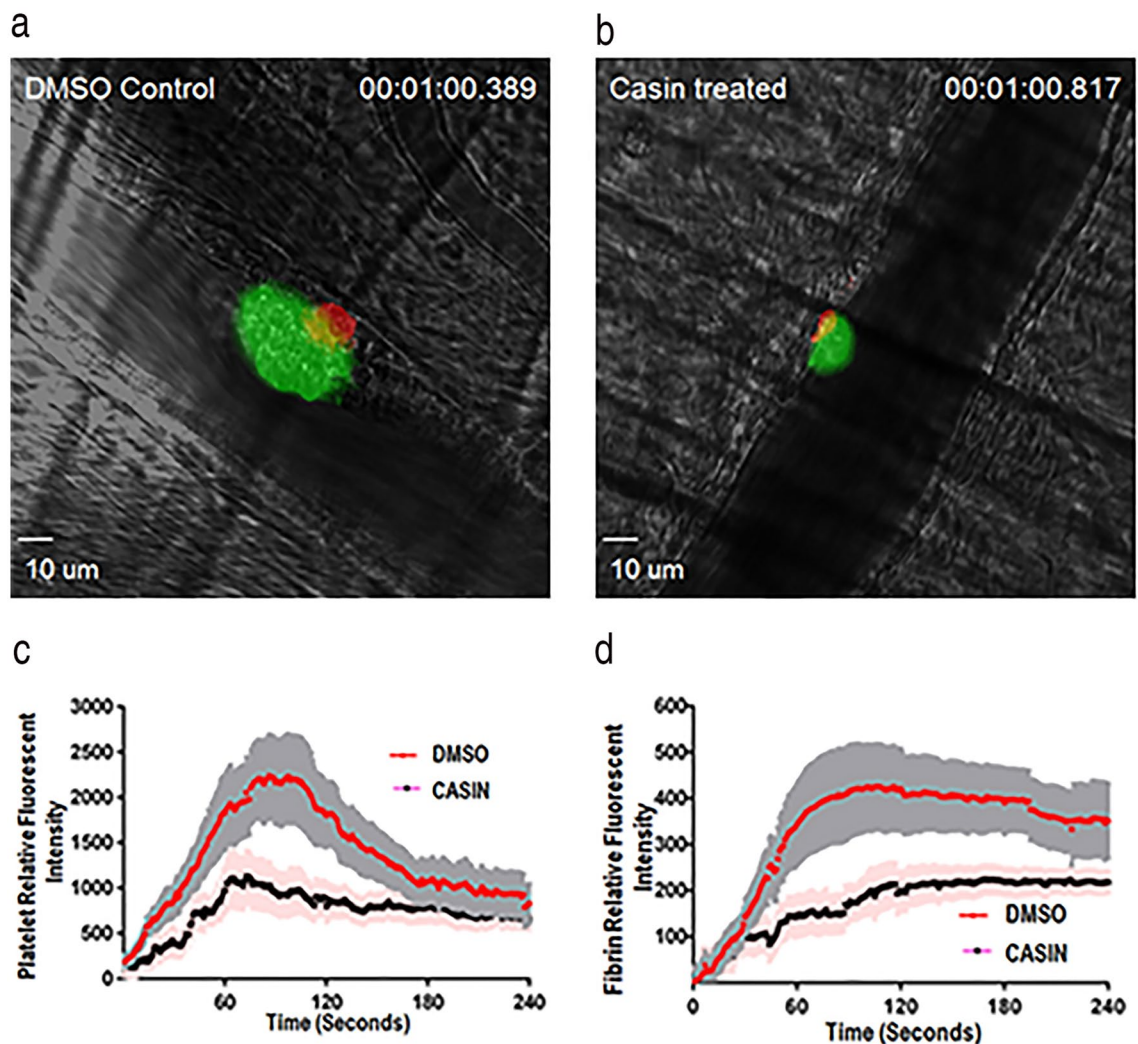 a
b
DMSO Control 00:01:00.389
Casin treated 00:01:00.817
10 um
10 um
c
d
Platelet Relative Fluorescent
Intensity
3000
2500
2000
1500
1000
500
0
60 120 180 240
Time (Seconds)
DMSO
CASIN
Fibrin Relative Fluorescent
Intensity
600
500
400
300
200
100
0 60 120 180 240
Time (Seconds)
DMSO
CASIN